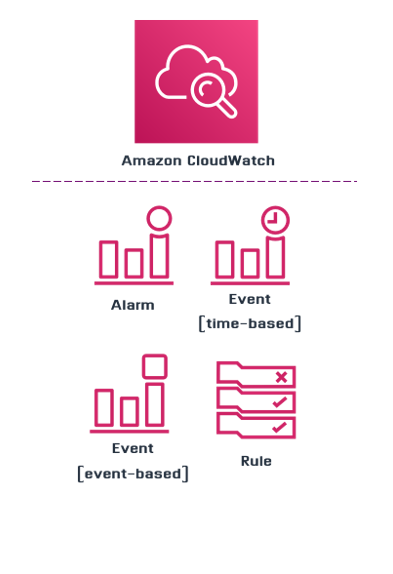 Amazon CloudWatch
Alarm
Event
[time-based]
Event
[event-based]
Rule